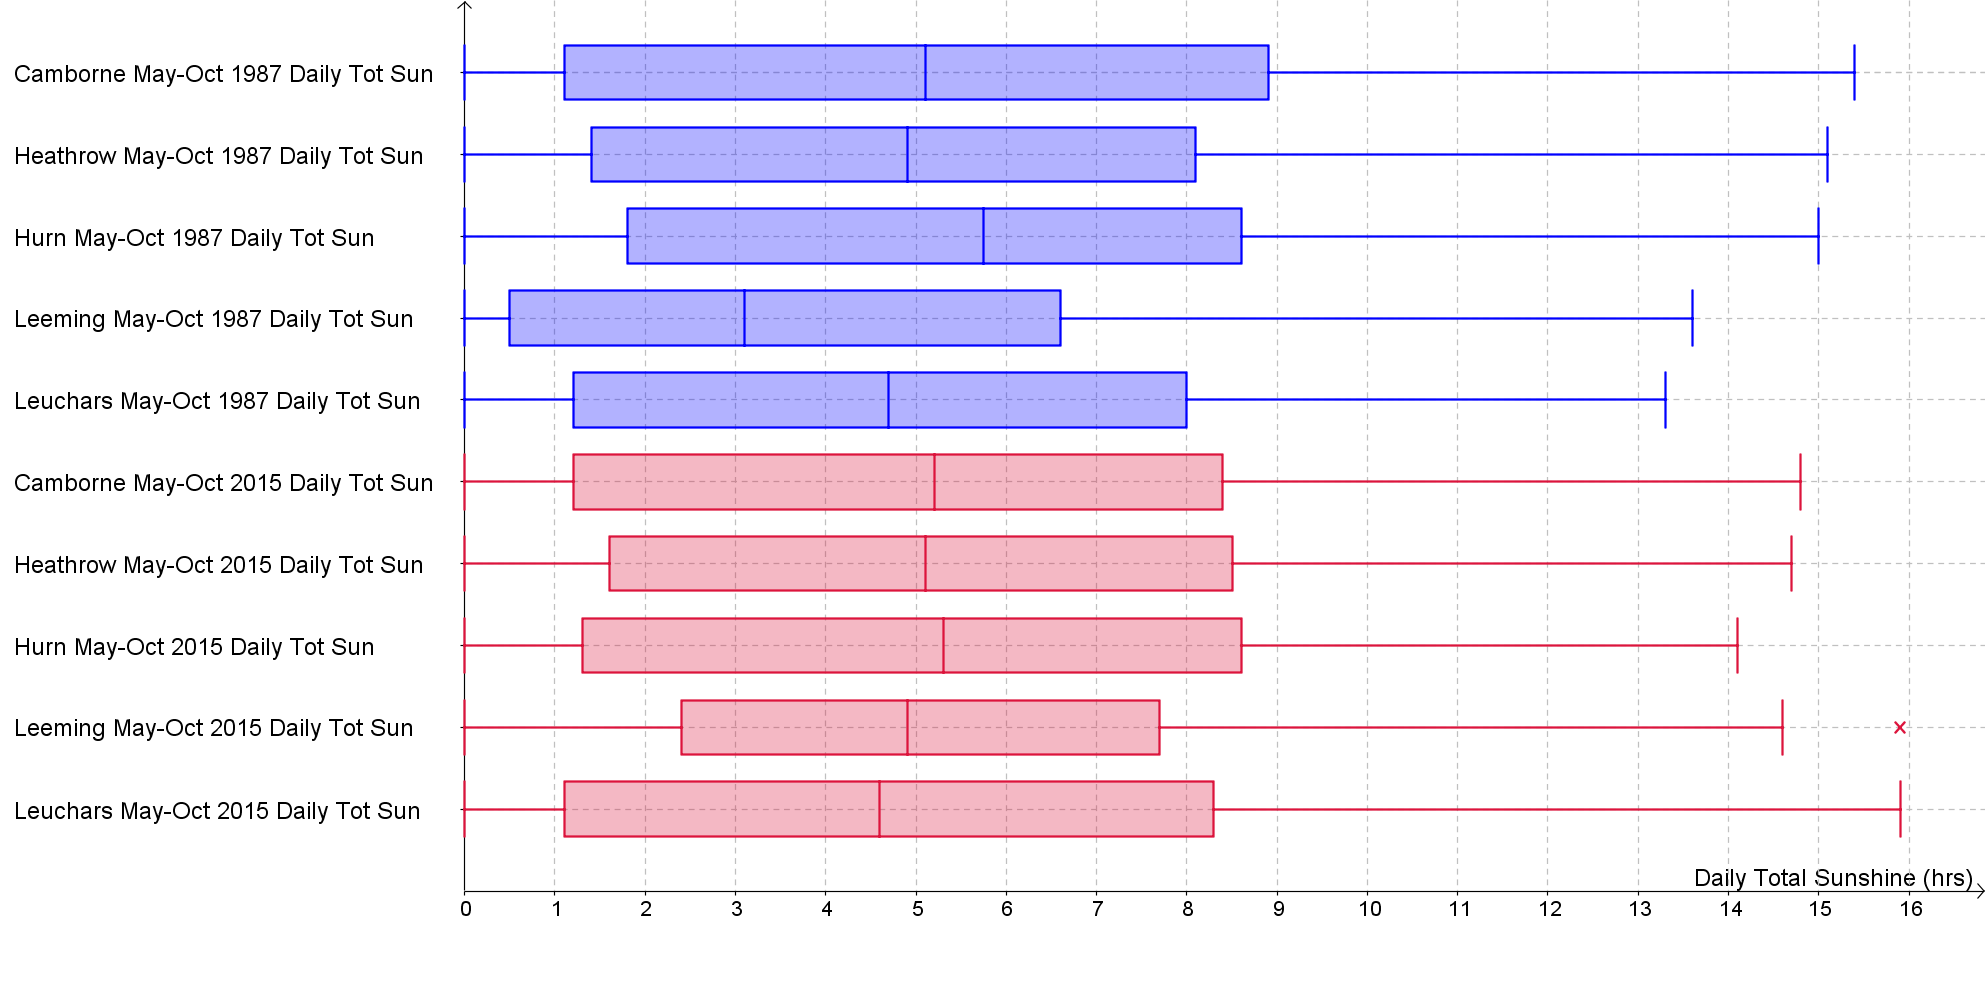 Camborne May-Oct 1987 Daily Tot Sun
Heathrow May-Oct 1987 Daily Tot Sun
Hurn May-Oct 1987 Daily Tot Sun
Leeming May-Oct 1987 Daily Tot Sun
Leuchars May-Oct 1987 Daily Tot Sun
Camborne May-Oct 2015 Daily Tot Sun
Heathrow May-Oct 2015 Daily Tot Sun
Hurn May-Oct 2015 Daily Tot Sun
Leeming May-Oct 2015 Daily Tot Sun
Leuchars May-Oct 2015 Daily Tot Sun
Daily Total Sunshine (hrs)
0 1 2 3 4 5 6 7 8 9 10 11 12 13 14 15 16